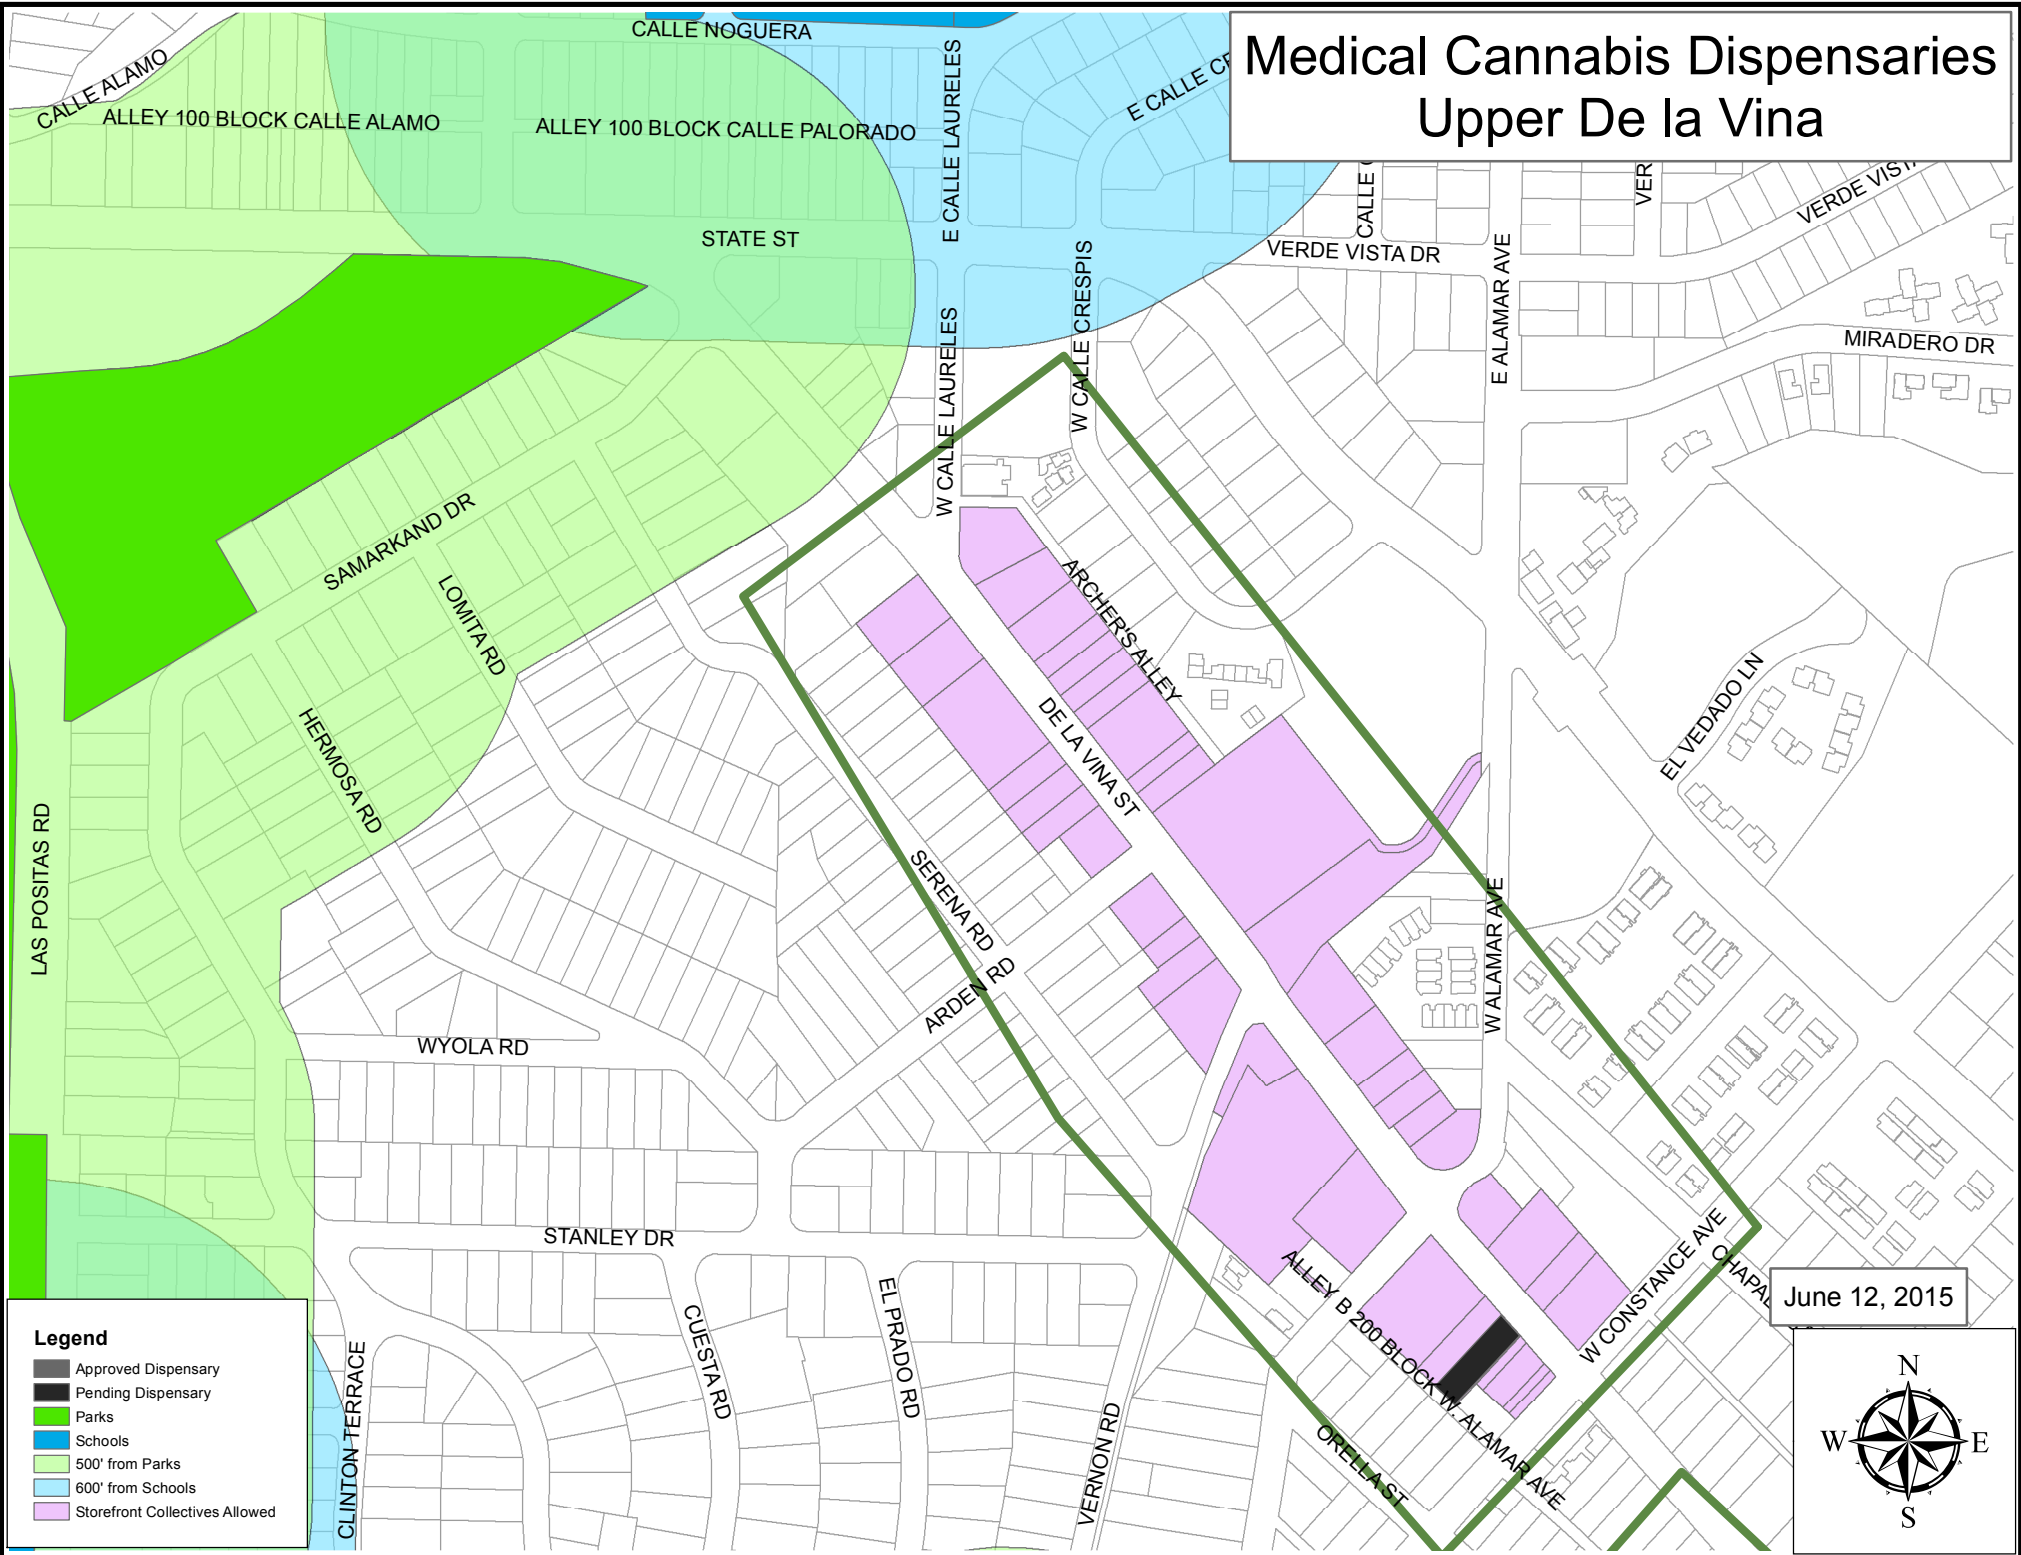 Medical Cannabis Dispensaries
Upper De la Vina
CALLE NOGUERA
CALLE ALAMO
ALLEY 100 BLOCK CALLE ALAMO
ALLEY 100 BLOCK CALLE PALORADO
E CALLE LAURELES
E CALLE
CALLE
VER
VERDE
STATE ST
VERDE VISTA DR
E ALAMAR AVE
W CALLE CRESPIS
W CALLE LAURELES
MIRADERO DR
SAMARKAND DR
LOMITA RD
HERMOSA RD
ARCHER'S ALLEY
DE LA VINA ST
EL VEDADO LN
LAS POSITAS RD
SERENA RD
ARDEN RD
W ALAMAR AVE
WYOLA RD
STANLEY DR
CUESTA RD
EL PRADO RD
VERNON RD
CLINTON TERRACE
ALLEY B 200 BLOCK W. ALAMAR AVE
ORELLA ST
W CONSTANCE AVE
CHAPAL
June 12, 2015
Legend
Approved Dispensary
Pending Dispensary
Parks
Schools
500' from Parks
600' from Schools
Storefront Collectives Allowed
N
W
E
S